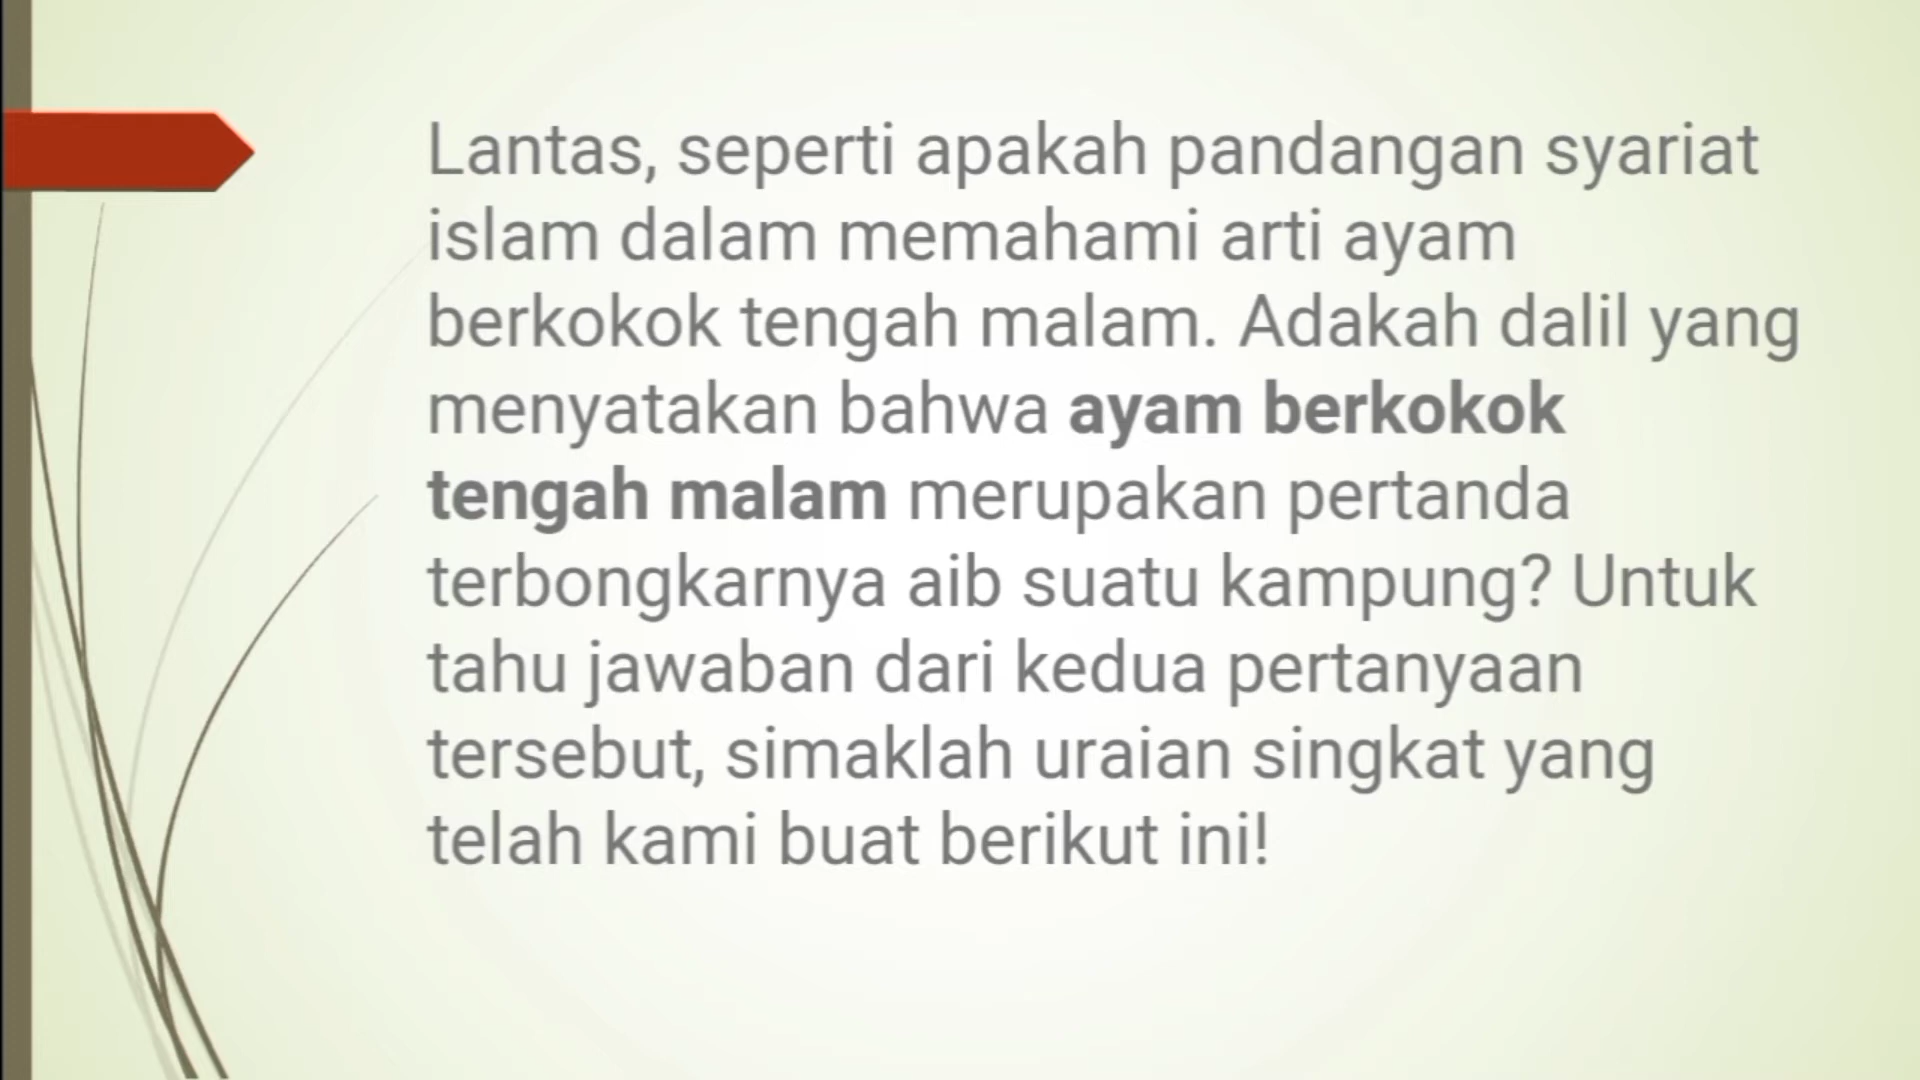 Lantas, seperti apakah pandangan syariat
islam dalam memahami arti ayam
berkokok tengah malam. Adakah dalil yang
menyatakan bahwa ayam berkokok
tengah malam merupakan pertanda
terbongkarnya aib suatu kampung? Untuk
tahu jawaban dari kedua pertanyaan
tersebut, simaklah uraian singkat yang
telah kami buat berikut ini!